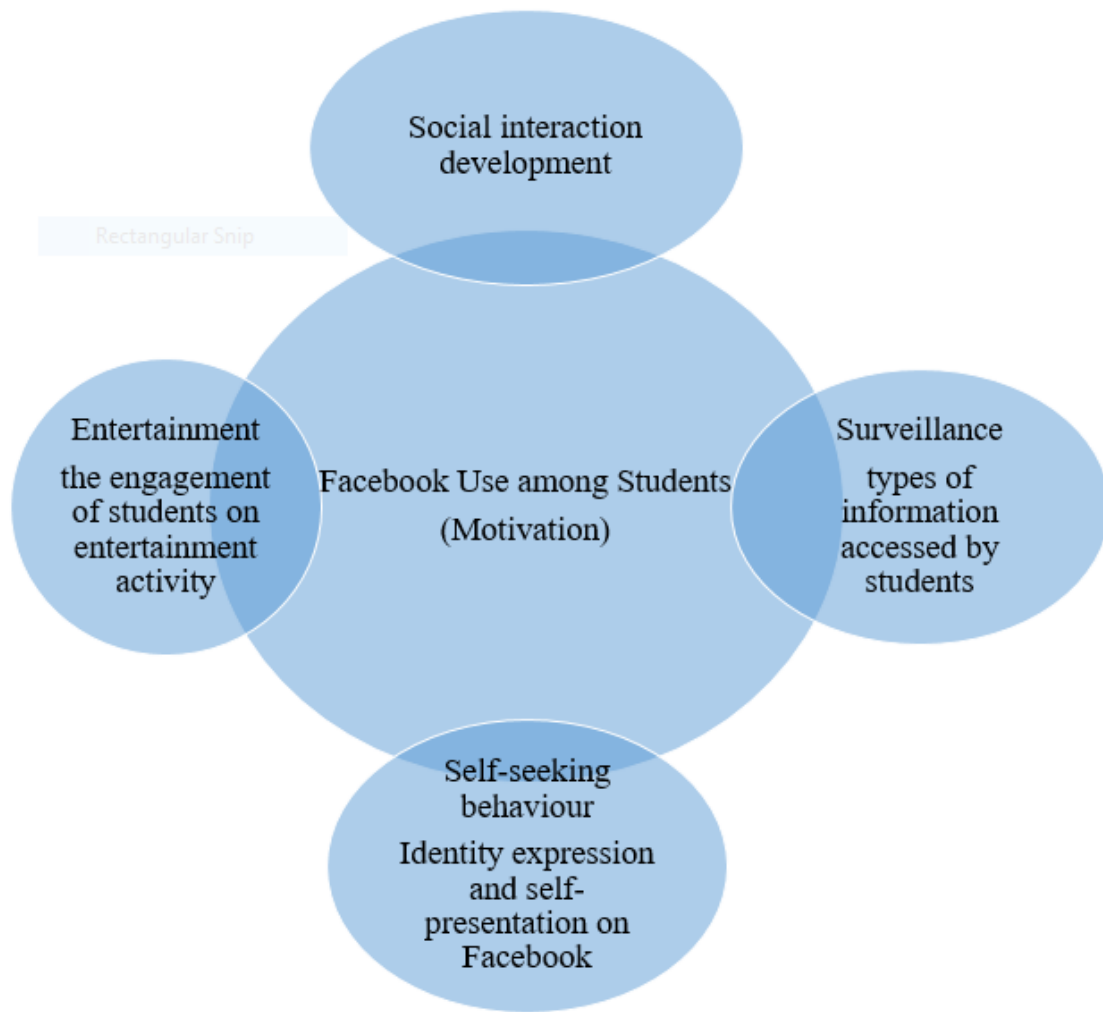 Social interaction
development
Rectangular Snip
Entertainment
the engagement
of students on
entertainment
activity
Facebook Use among Students
(Motivation)
Surveillance
types of
information
accessed by
students
Self-seeking
behaviour
Identity expression
and self-
presentation on
Facebook